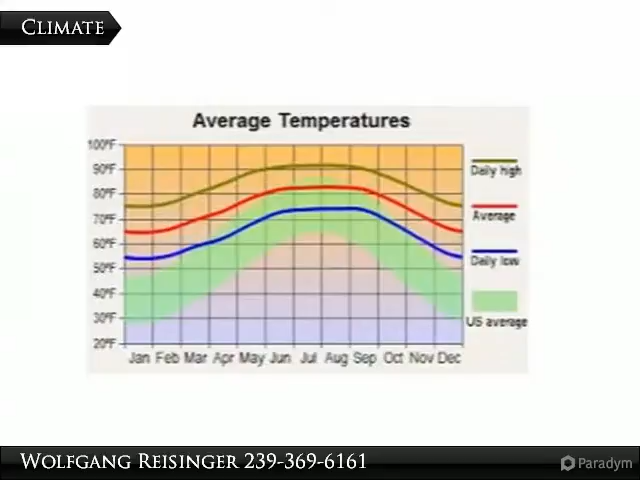 Climate
Average Temperatures
100°F
90°F
80°F
70°F
60°F
50°F
40°F
30°F
20°F
Jan Feb Mar Apr May Jun Jul Aug Sep Oct Nov Dec
Daily high
Average
Daily low
US average
Wolfgang Reisinger 239-369-6161
Paradym